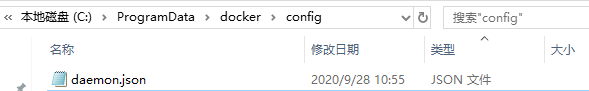 « 本地磁盘 (C:) > ProgramData > docker > config
搜索"config"
名称 修改日期 类型 大小
daemon.json 2020/9/28 10:55 JSON 文件